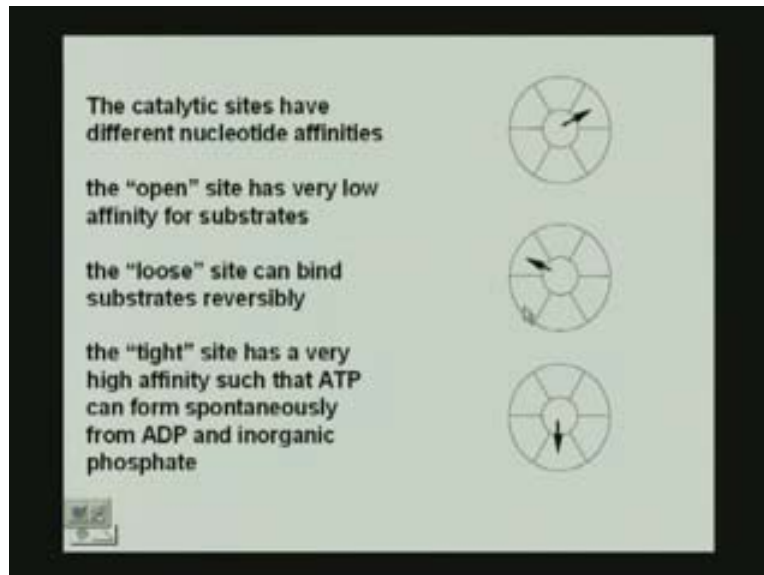 The catalytic sites have
different nucleotide affinities
the “open” site has very low
affinity for substrates
the “loose” site can bind
substrates reversibly
the “tight” site has a very
high affinity such that ATP
can form spontaneously
from ADP and inorganic
phosphate